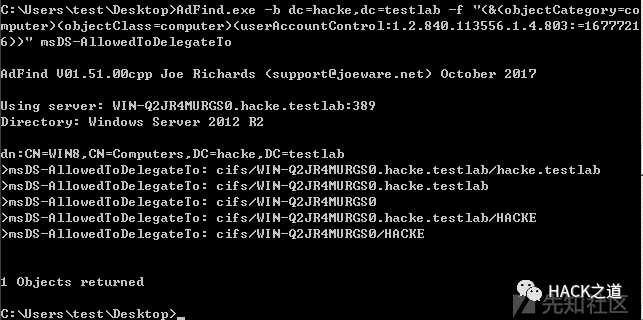 C:\Users\test\Desktop>AdFind.exe -b dc=hacke,dc=testlab -f "(&(objectCategory=co
mputer)(objectClass=computer)(userAccountControl:1.2.840.113556.1.4.803:=1677721
6))" msDS-AllowedToDelegateTo
AdFind V01.51.00cpp Joe Richards (support@joeware.net) October 2017
Using server: WIN-Q2JR4MURGS0.hacke.testlab:389
Directory: Windows Server 2012 R2
dn:CN=WIN8,CN=Computers,DC=hacke,DC=testlab
>msDS-AllowedToDelegateTo: cifs/WIN-Q2JR4MURGS0.hacke.testlab/hacke.testlab
>msDS-AllowedToDelegateTo: cifs/WIN-Q2JR4MURGS0.hacke.testlab
>msDS-AllowedToDelegateTo: cifs/WIN-Q2JR4MURGS0
>msDS-AllowedToDelegateTo: cifs/WIN-Q2JR4MURGS0.hacke.testlab/HACKE
>msDS-AllowedToDelegateTo: cifs/WIN-Q2JR4MURGS0/HACKE
1 Objects returned
HACK之道
先知社区
C:\Users\test\Desktop>_